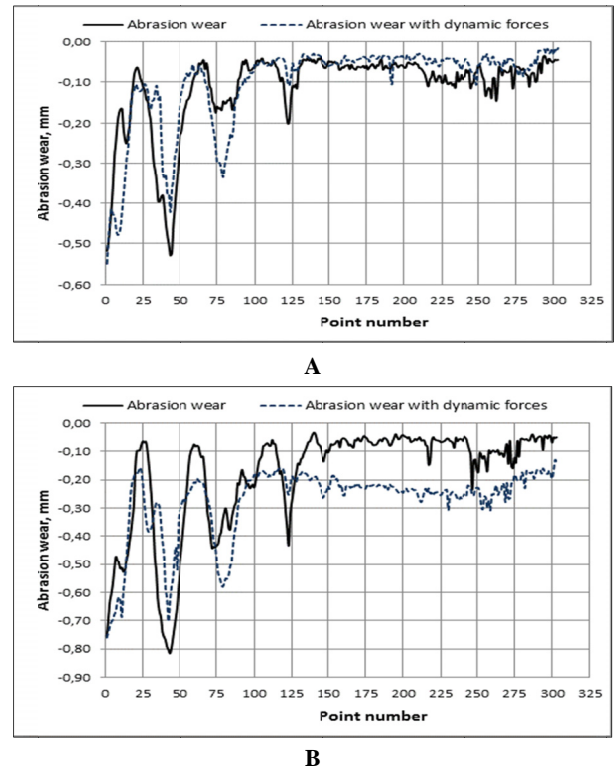 Abrasion wear Abrasion wear with dynamic forces
0,00
-0,10
-0,20
-0,30
-0,40
-0,50
-0,60
Abrasion wear, mm
0 25 50 75 100 125 150 175 200 225 250 275 300 325
Point number
A
Abrasion wear Abrasion wear with dynamic forces
0,00
-0,10
-0,20
-0,30
-0,40
-0,50
-0,60
-0,70
-0,80
-0,90
Abrasion wear, mm
0 25 50 75 100 125 150 175 200 225 250 275 300 325
Point number
B